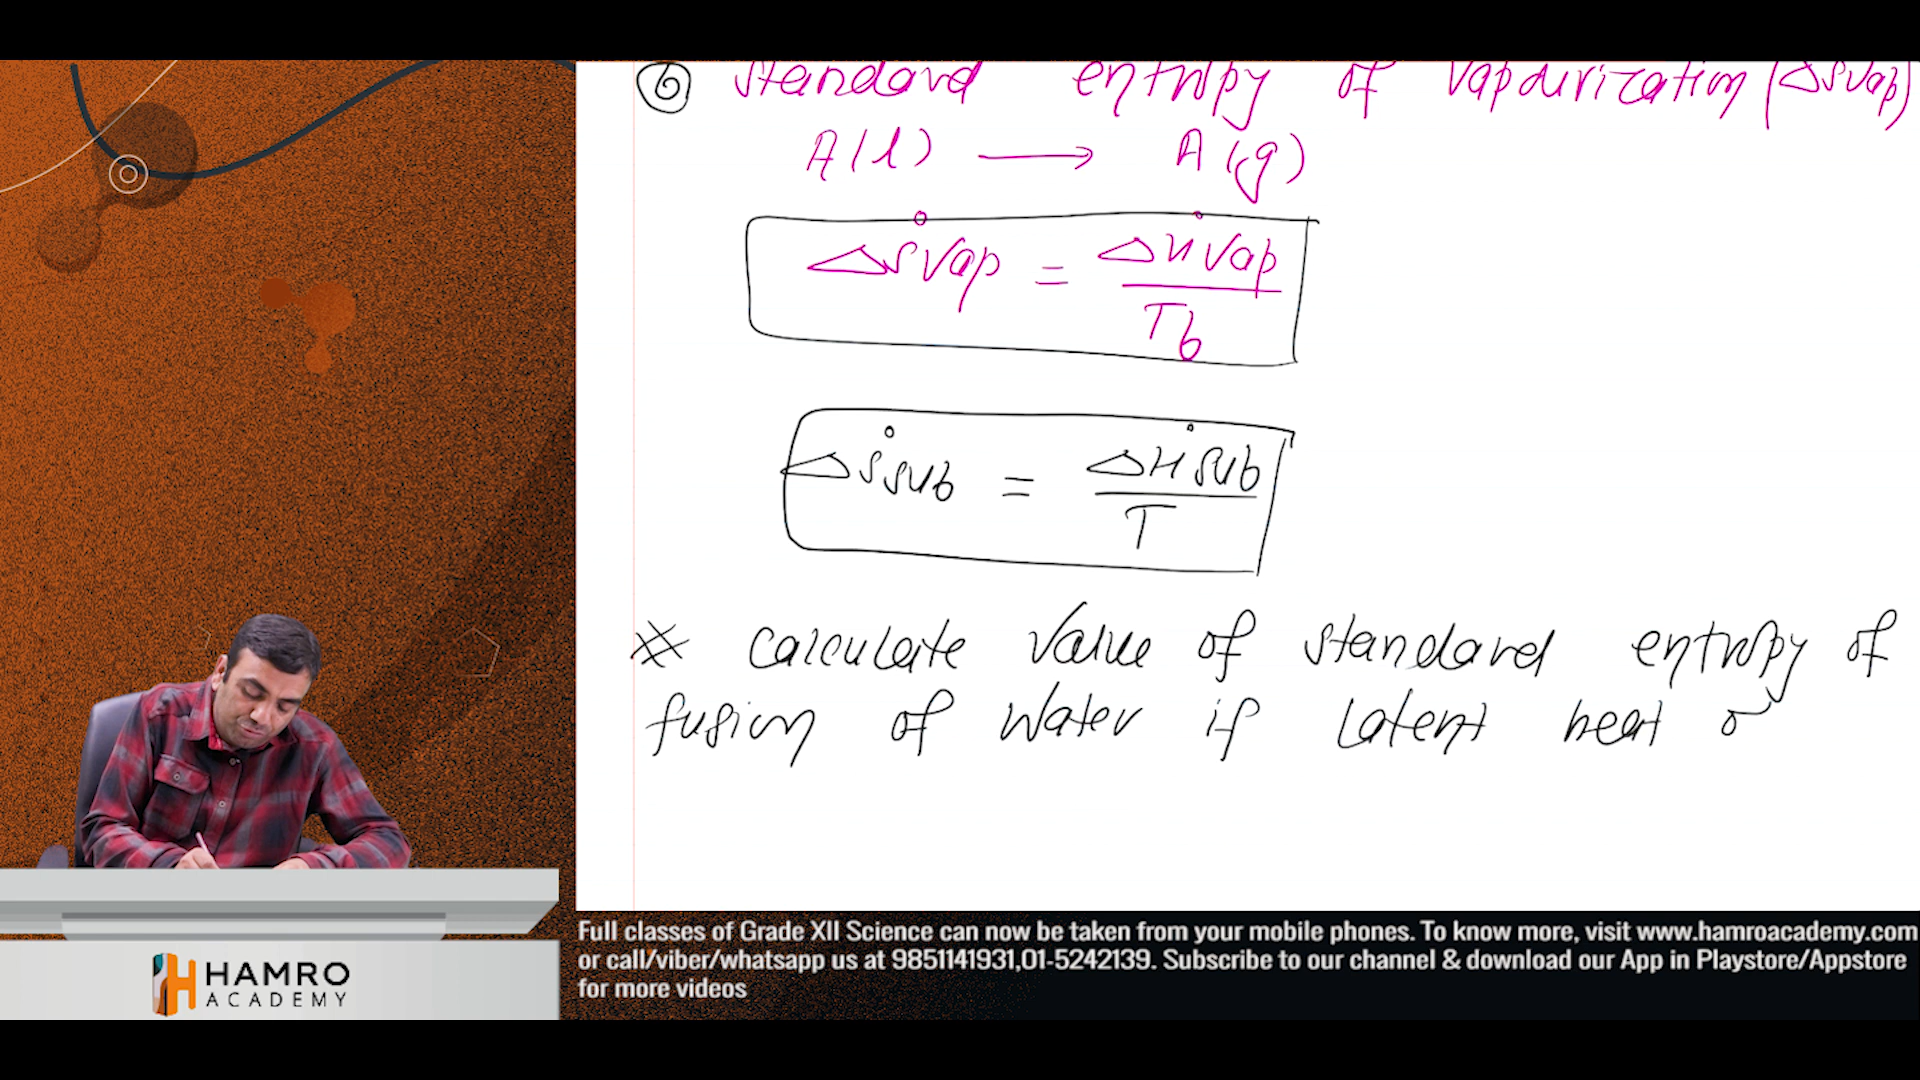 6 Standard entropy of vapourization (ΔSvap)
A(l) ⟶ A(g)
ΔS°vap = ΔH°vap / Tb
ΔS°sub = ΔH°sub / T
※ calculate value of standard entropy of
fusion of water if latent heat o
Full classes of Grade XII Science can now be taken from your mobile phones. To know more, visit www.hamroacademy.com
or call/viber/whatsapp us at 9851141931,01-5242139. Subscribe to our channel & download our App in Playstore/Appstore
for more videos
HAMRO
ACADEMY